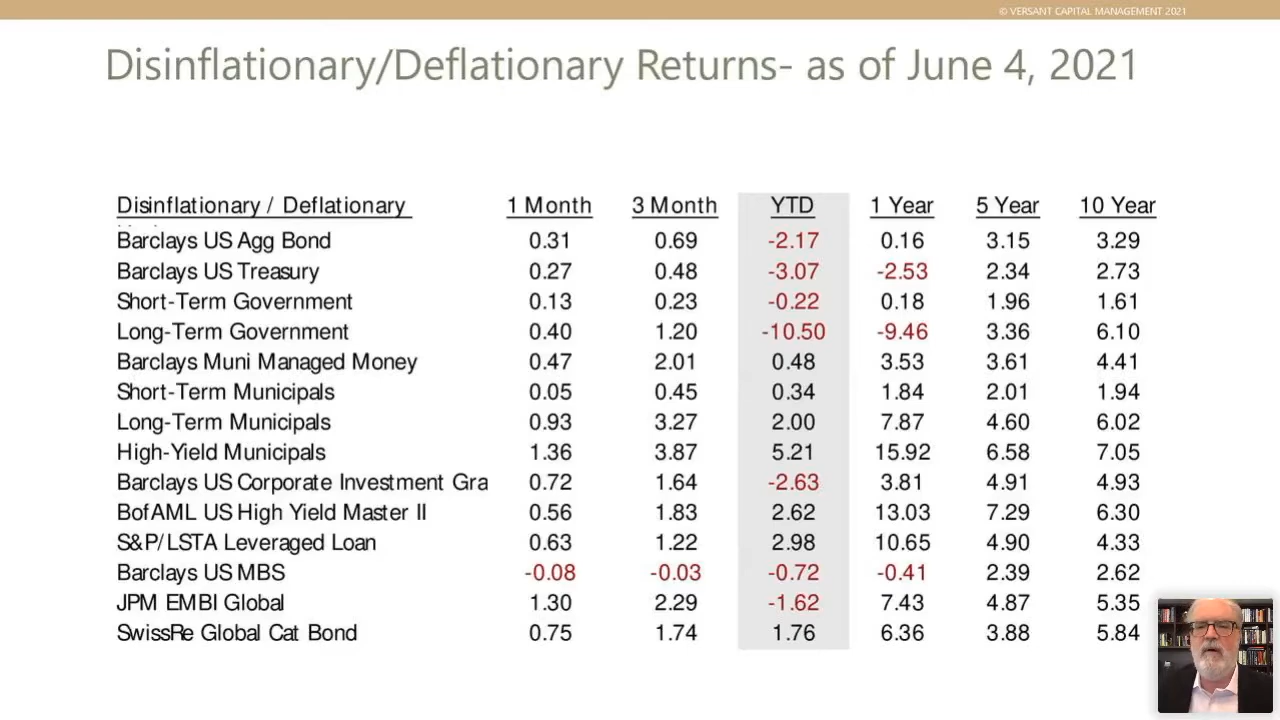 © VERSANT CAPITAL MANAGEMENT 2021
Disinflationary/Deflationary Returns- as of June 4, 2021
Disinflationary / Deflationary 1 Month 3 Month YTD 1 Year 5 Year 10 Year
Barclays US Agg Bond 0.31 0.69 -2.17 0.16 3.15 3.29
Barclays US Treasury 0.27 0.48 -3.07 -2.53 2.34 2.73
Short-Term Government 0.13 0.23 -0.22 0.18 1.96 1.61
Long-Term Government 0.40 1.20 -10.50 -9.46 3.36 6.10
Barclays Muni Managed Money 0.47 2.01 0.48 3.53 3.61 4.41
Short-Term Municipals 0.05 0.45 0.34 1.84 2.01 1.94
Long-Term Municipals 0.93 3.27 2.00 7.87 4.60 6.02
High-Yield Municipals 1.36 3.87 5.21 15.92 6.58 7.05
Barclays US Corporate Investment Gra 0.72 1.64 -2.63 3.81 4.91 4.93
BofAML US High Yield Master II 0.56 1.83 2.62 13.03 7.29 6.30
S&P/LSTA Leveraged Loan 0.63 1.22 2.98 10.65 4.90 4.33
Barclays US MBS -0.08 -0.03 -0.72 -0.41 2.39 2.62
JPM EMBI Global 1.30 2.29 -1.62 7.43 4.87 5.35
SwissRe Global Cat Bond 0.75 1.74 1.76 6.36 3.88 5.84